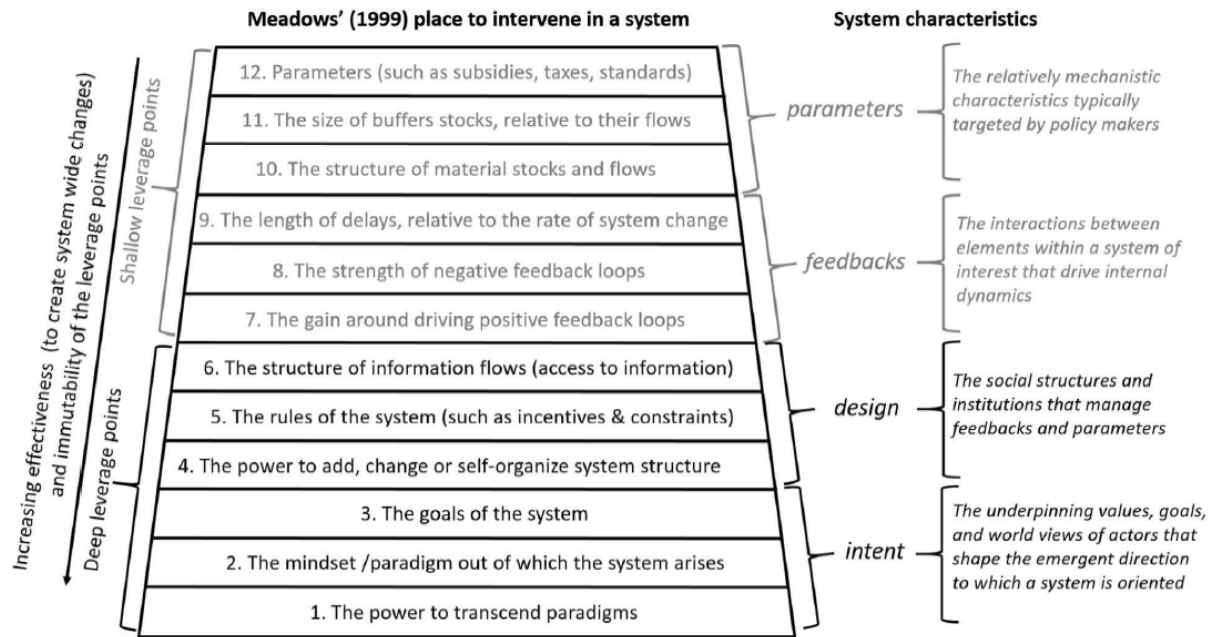 Meadows' (1999) place to intervene in a system
System characteristics
Increasing effectiveness (to create system wide changes)
and immutability of the leverage points
Shallow leverage points
Deep leverage points
12. Parameters (such as subsidies, taxes, standards)
11. The size of buffers stocks, relative to their flows
10. The structure of material stocks and flows
9. The length of delays, relative to the rate of system change
8. The strength of negative feedback loops
7. The gain around driving positive feedback loops
6. The structure of information flows (access to information)
5. The rules of the system (such as incentives & constraints)
4. The power to add, change or self-organize system structure
3. The goals of the system
2. The mindset /paradigm out of which the system arises
1. The power to transcend paradigms
parameters
The relatively mechanistic
characteristics typically
targeted by policy makers
feedbacks
The interactions between
elements within a system of
interest that drive internal
dynamics
design
The social structures and
institutions that manage
feedbacks and parameters
intent
The underpinning values, goals,
and world views of actors that
shape the emergent direction
to which a system is oriented